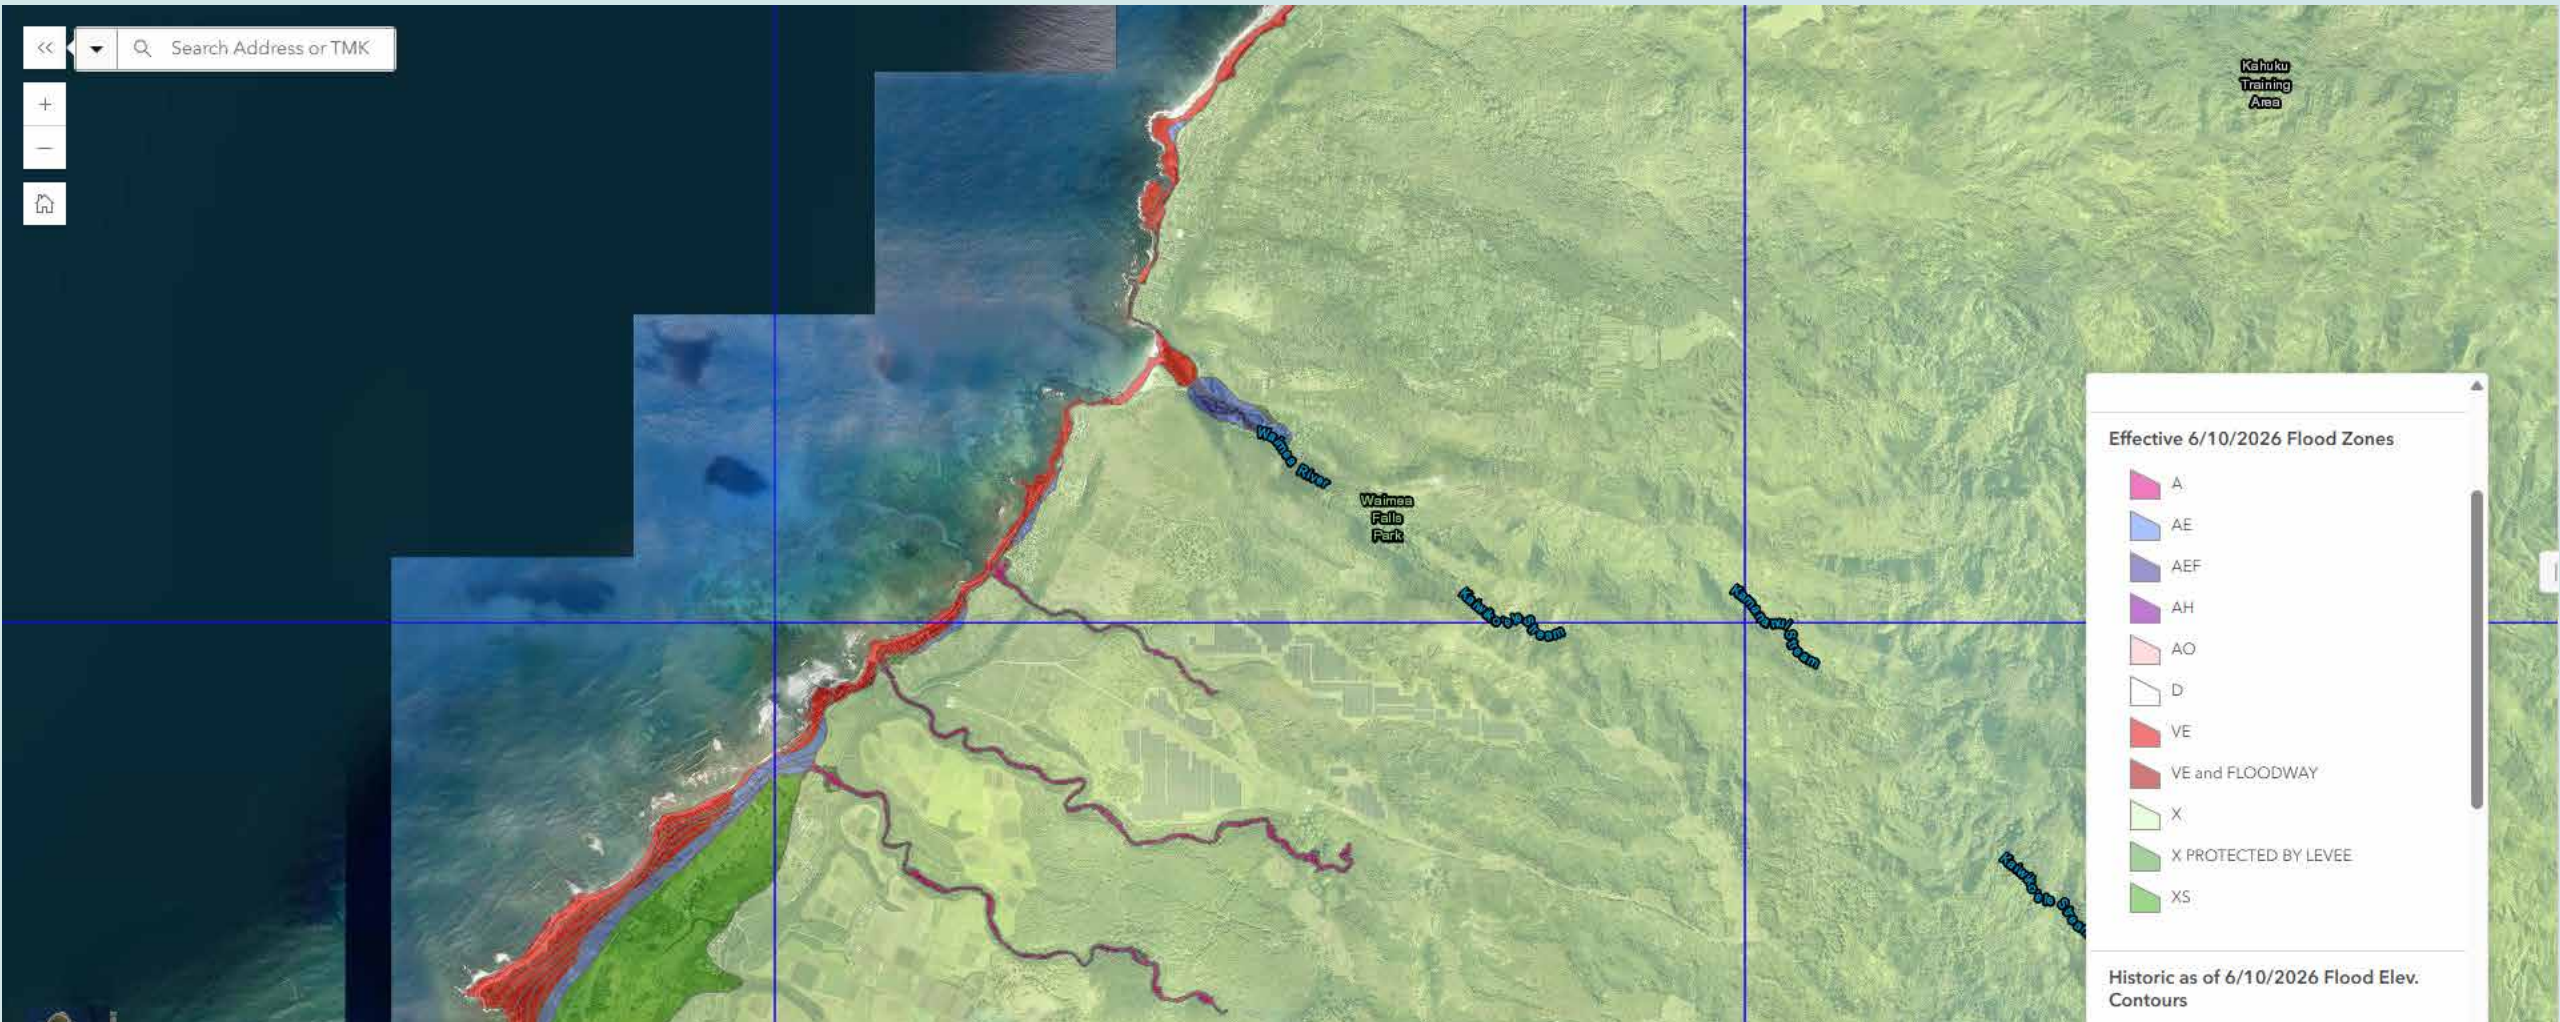 Search Address or TMK
Kahuku
Training
Area
Waimea River
Waimea
Falls
Park
Kamananui Stream
Effective 6/10/2026 Flood Zones
A
AE
AEF
AH
AO
D
VE
VE and FLOODWAY
X
X PROTECTED BY LEVEE
XS
Historic as of 6/10/2026 Flood Elev.
Contours